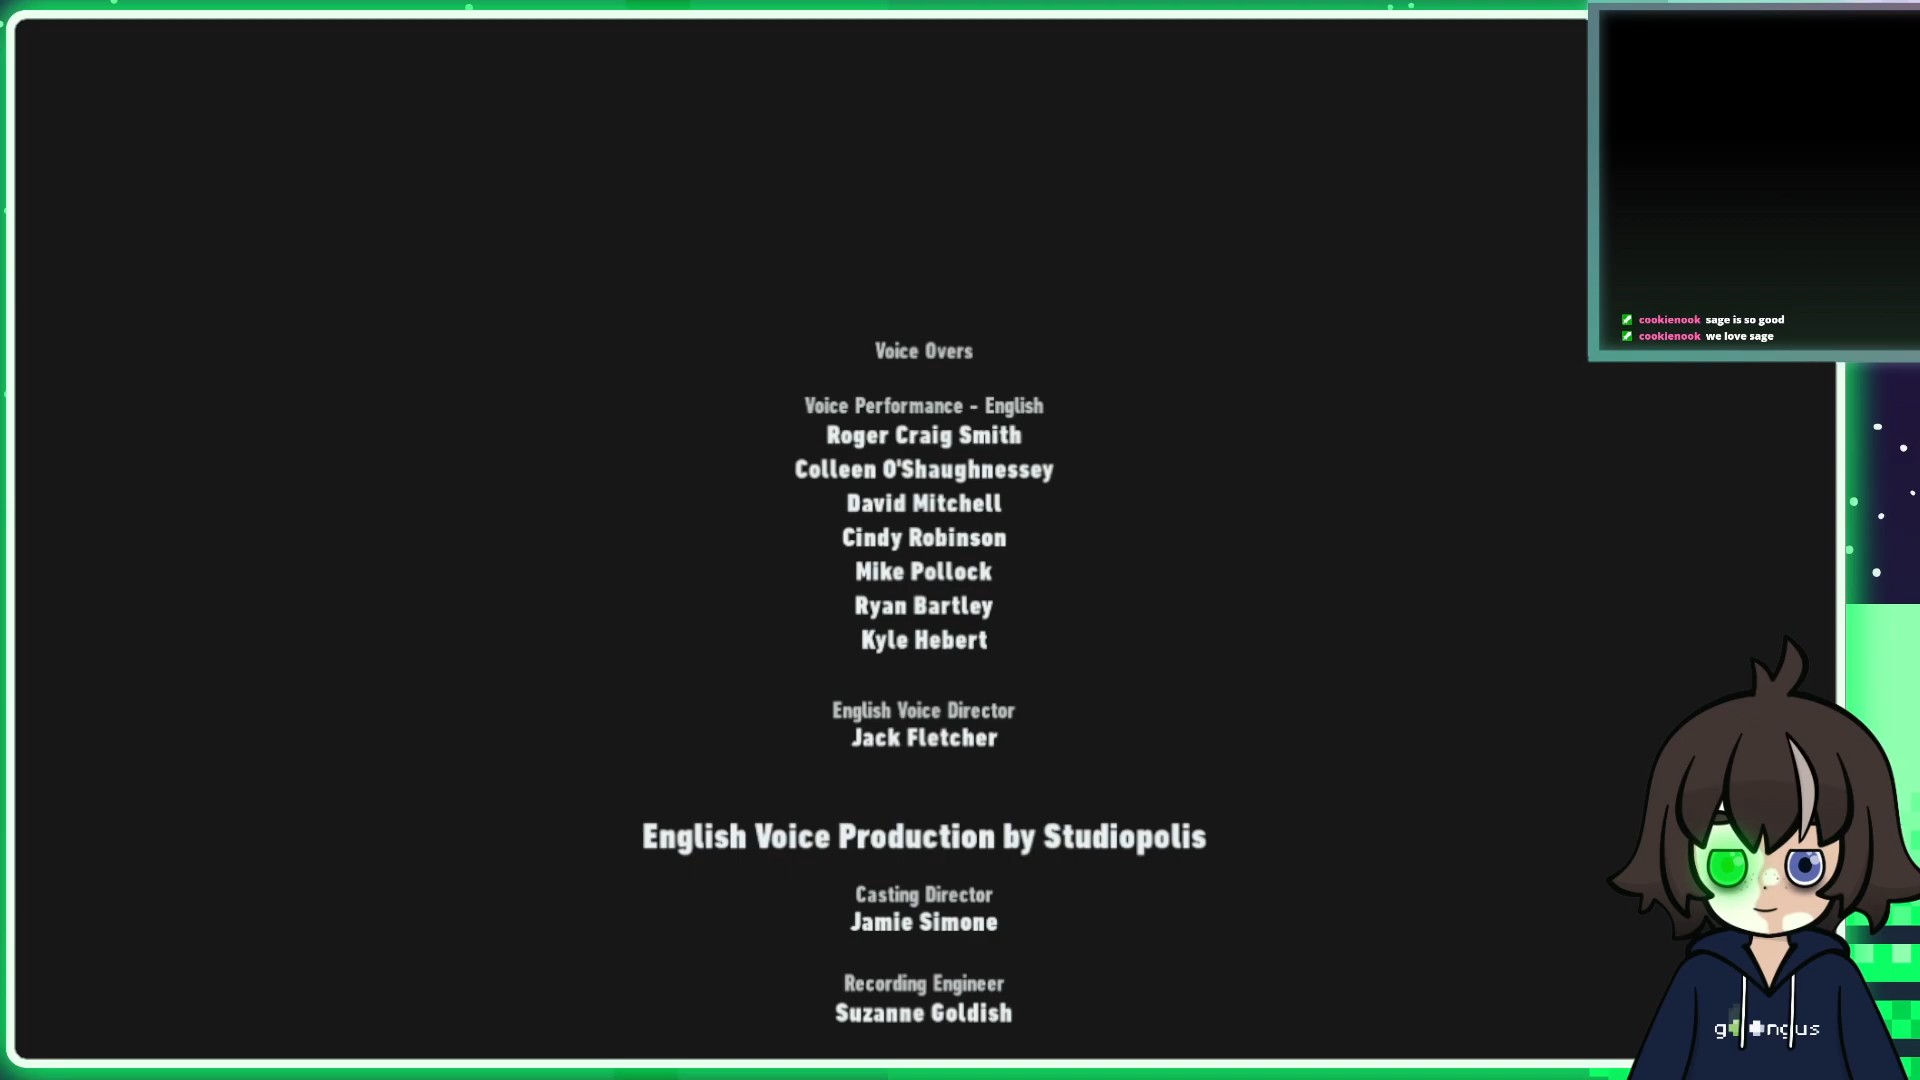 cookienook sage is so good
cookienook we love sage
Voice Overs
Voice Performance - English
Roger Craig Smith
Colleen O'Shaughnessey
David Mitchell
Cindy Robinson
Mike Pollock
Ryan Bartley
Kyle Hebert
English Voice Director
Jack Fletcher
English Voice Production by Studiopolis
Casting Director
Jamie Simone
Recording Engineer
Suzanne Goldish